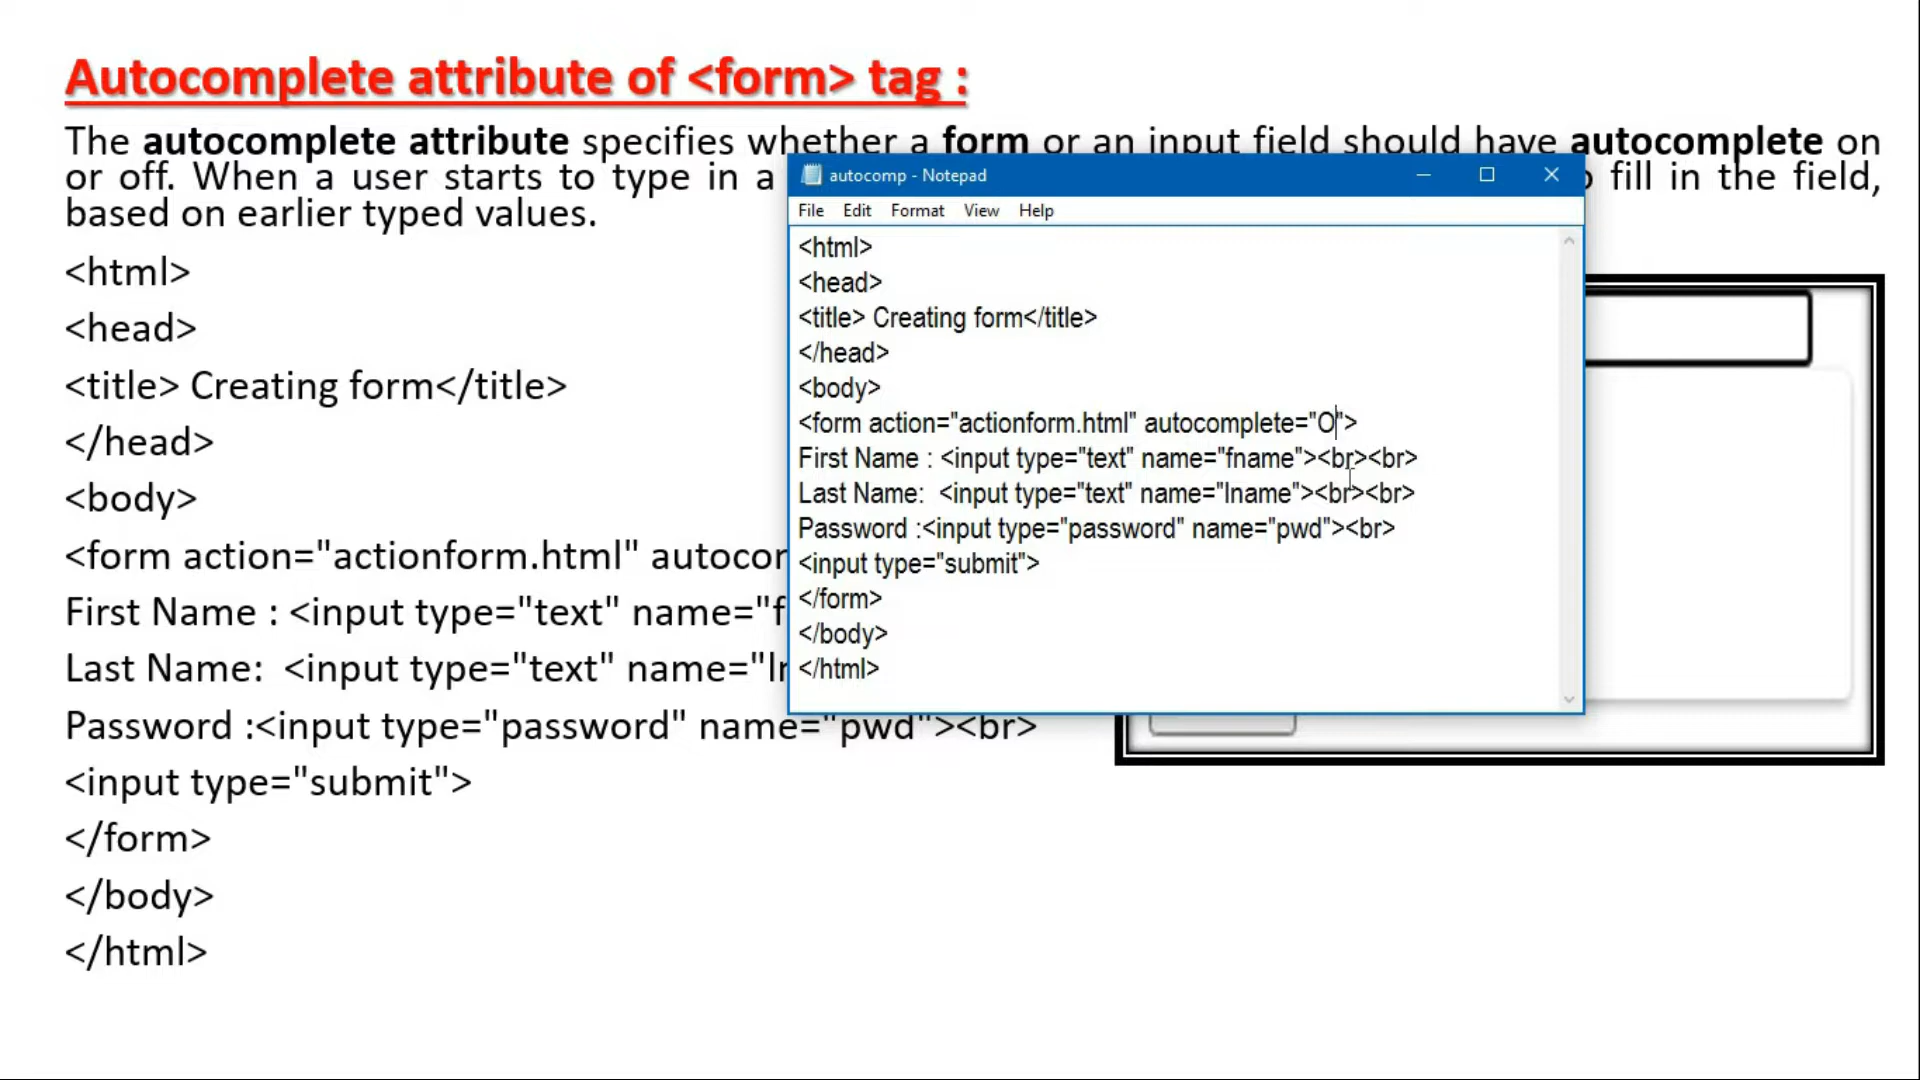 Autocomplete attribute of <form> tag :
The autocomplete attribute specifies whether a form or an input field should have autocomplete on
or off. When a user starts to type in a
fill in the field,
based on earlier typed values.
<html>
<head>
<title> Creating form</title>
</head>
<body>
<form action="actionform.html"
First Name : <input type="text" name="f
Last Name:  <input type="text"
Password :<input type="password" name="pwd"><br>
<input type="submit">
</form>
</body>
</html>
autocomp - Notepad
File Edit Format View Help
<html>
<head>
<title> Creating form</title>
</head>
<body>
<form action="actionform.html" autocomplete="O">
First Name : <input type="text" name="fname"><br><br>
Last Name:  <input type="text" name="lname"><br><br>
Password :<input type="password" name="pwd"><br>
<input type="submit">
</form>
</body>
</html>